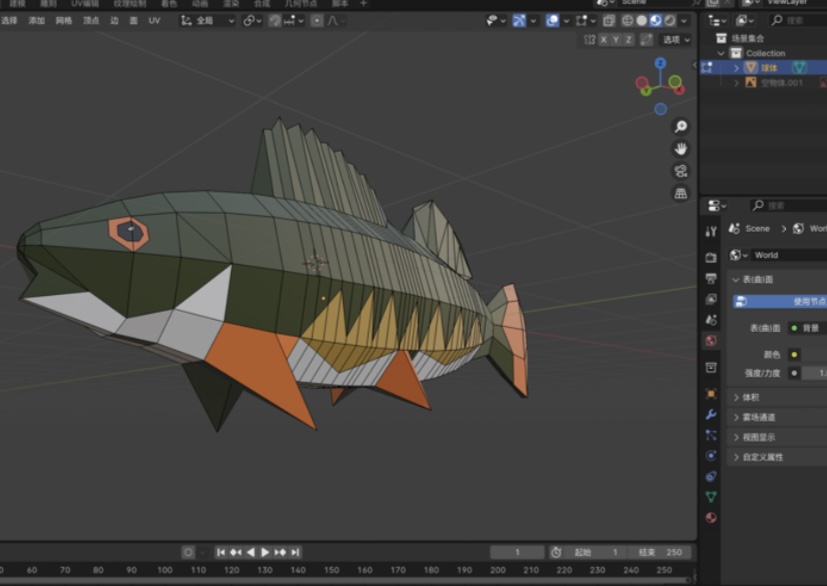 建模 雕刻 UV编辑 纹理绘制 着色 动画 渲染 合成 几何节点 脚本 + Scene ViewLayer
选择 添加 网格 顶点 边 面 UV 全局 搜索
X Y Z 选项
场景集合
Collection
球体
空物体.001
Z
Y X
搜索
Scene > Worl
World
表(曲)面
使用节点
表(曲)面 背景
颜色
强度/力度 1.
体积
雾场通道
视图显示
自定义属性
1 起始 1 结束 250
60 70 80 90 100 110 120 130 140 150 160 170 180 190 200 210 220 230 240 250